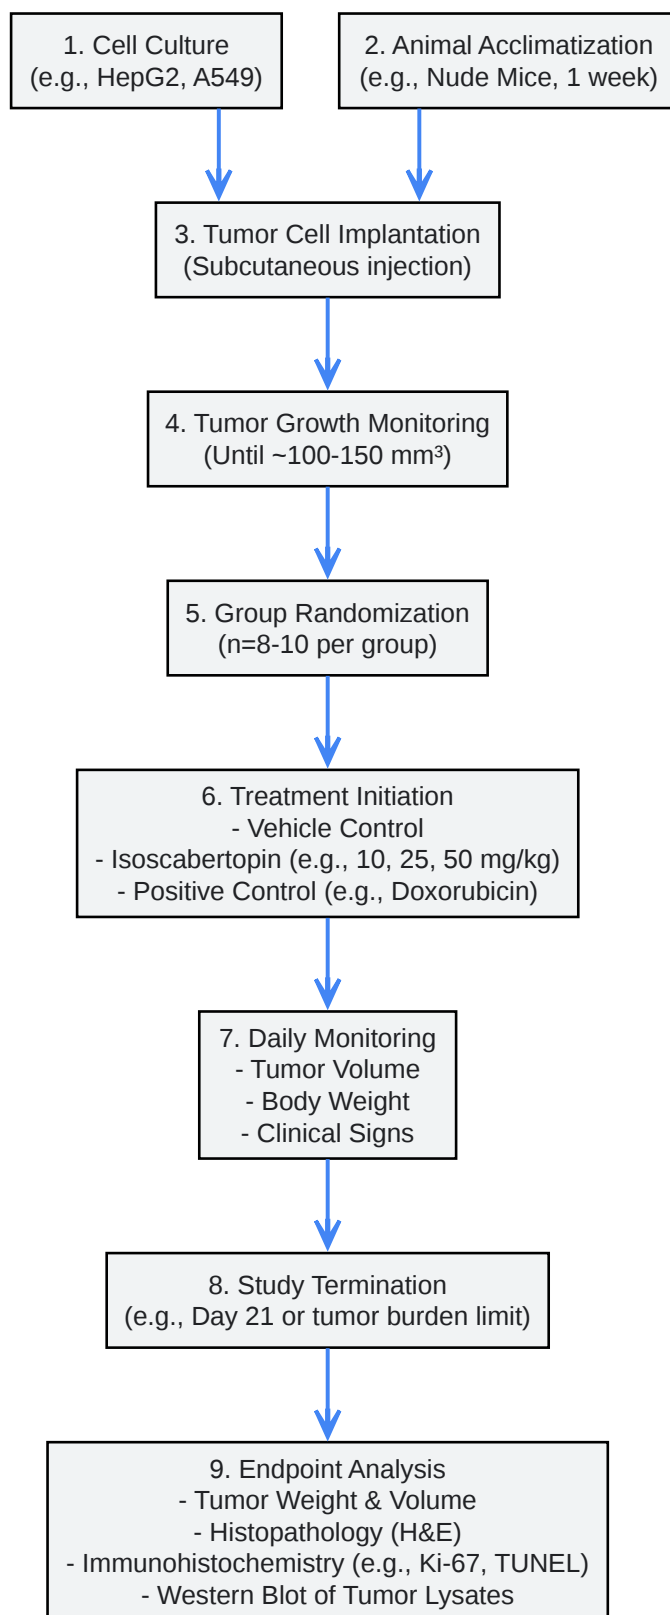 1. Cell Culture
(e.g., HepG2, A549)
2. Animal Acclimatization
(e.g., Nude Mice, 1 week)
3. Tumor Cell Implantation
(Subcutaneous injection)
4. Tumor Growth Monitoring
(Until ~100-150 mm³)
5. Group Randomization
(n=8-10 per group)
6. Treatment Initiation
- Vehicle Control
- Isoscabertopin (e.g., 10, 25, 50 mg/kg)
- Positive Control (e.g., Doxorubicin)
7. Daily Monitoring
- Tumor Volume
- Body Weight
- Clinical Signs
8. Study Termination
(e.g., Day 21 or tumor burden limit)
9. Endpoint Analysis
- Tumor Weight & Volume
- Histopathology (H&E)
- Immunohistochemistry (e.g., Ki-67, TUNEL)
- Western Blot of Tumor Lysates